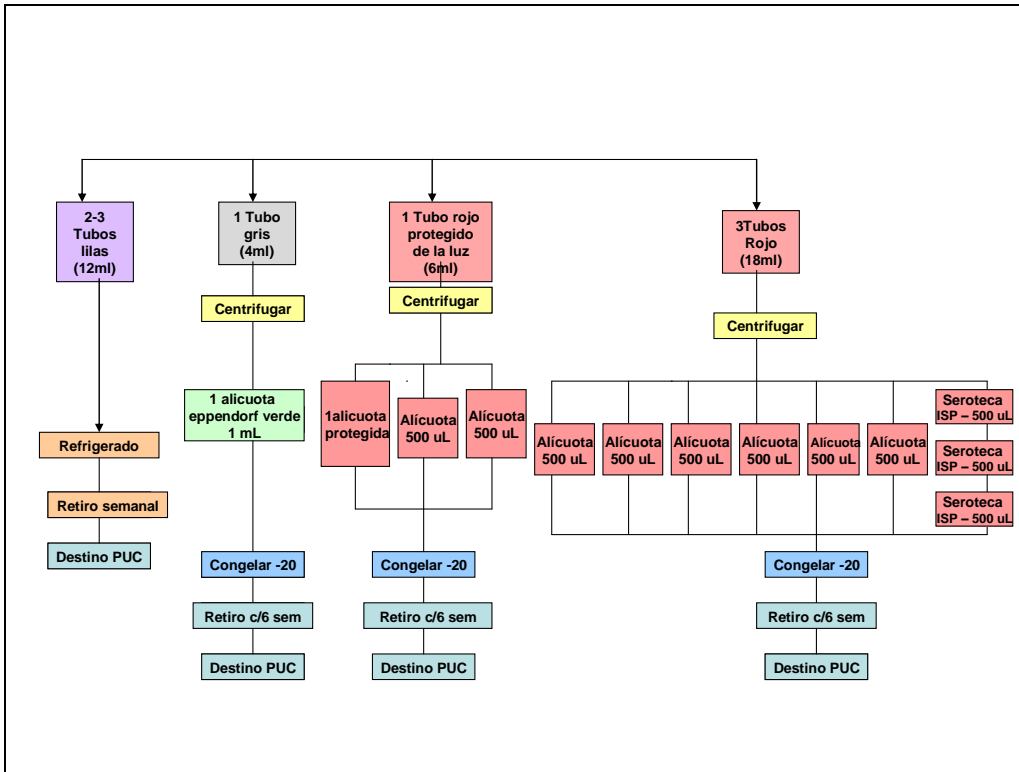 2-3
Tubos
lilas
(12ml)
1 Tubo
gris
(4ml)
1 Tubo rojo
protegido
de la luz
(6ml)
3Tubos
Rojo
(18ml)
Centrifugar
Centrifugar
Centrifugar
1 alicuota
eppendorf verde
1 mL
1alicuota
protegida
Alícuota
500 uL
Alícuota
500 uL
Alícuota
500 uL
Alícuota
500 uL
Alícuota
500 uL
Alícuota
500 uL
Alícuota
500 uL
Alícuota
500 uL
Seroteca
ISP – 500 uL
Seroteca
ISP – 500 uL
Seroteca
ISP – 500 uL
Refrigerado
Retiro semanal
Destino PUC
Congelar -20
Retiro c/6 sem
Destino PUC
Congelar -20
Retiro c/6 sem
Destino PUC
Congelar -20
Retiro c/6 sem
Destino PUC